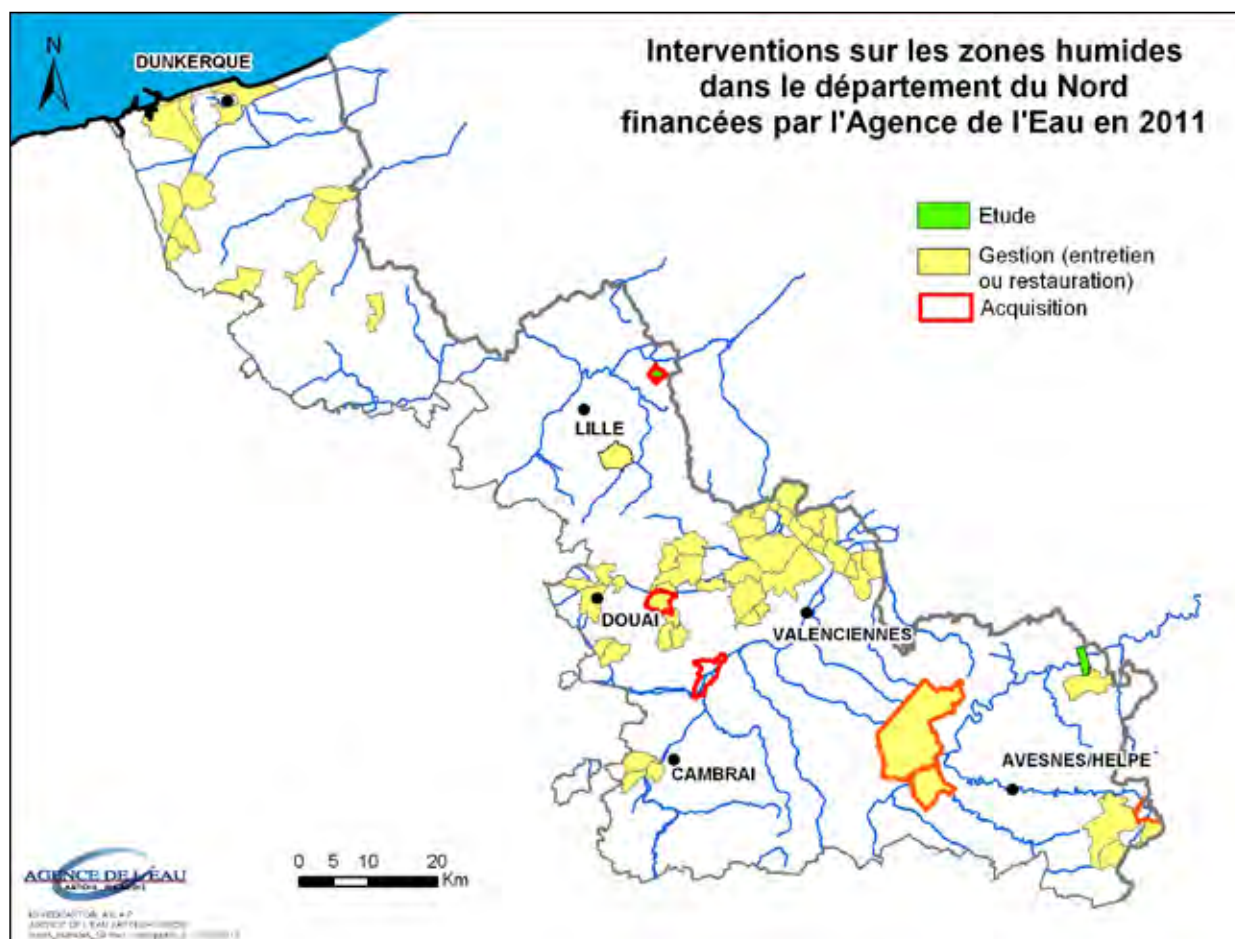 Interventions sur les zones humides
dans le département du Nord
financées par l'Agence de l'Eau en 2011
N
DUNKERQUE
Etude
Gestion (entretien
ou restauration)
Acquisition
LILLE
DOUAI
VALENCIENNES
CAMBRAI
AVESNES/HELPE
0 5 10 20
Km
AGENCE DE L'EAU